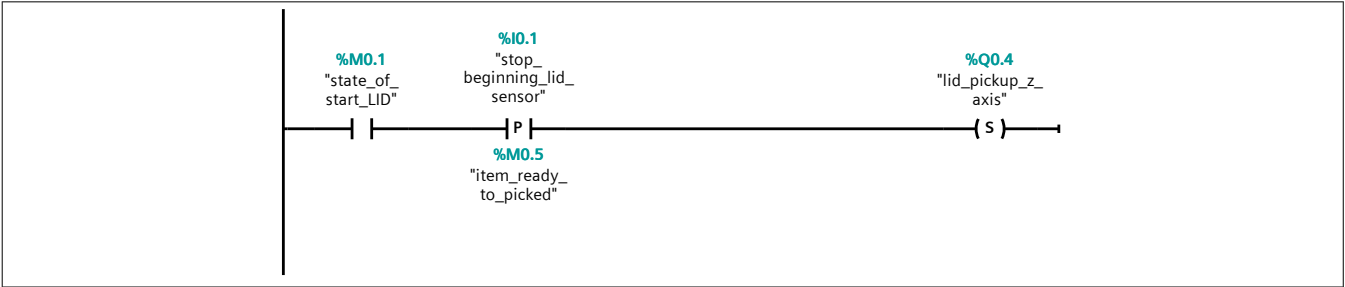 %M0.1
"state_of_
start_LID"
%I0.1
"stop_
beginning_lid_
sensor"
P
%M0.5
"item_ready_
to_picked"
%Q0.4
"lid_pickup_z_
axis"
S